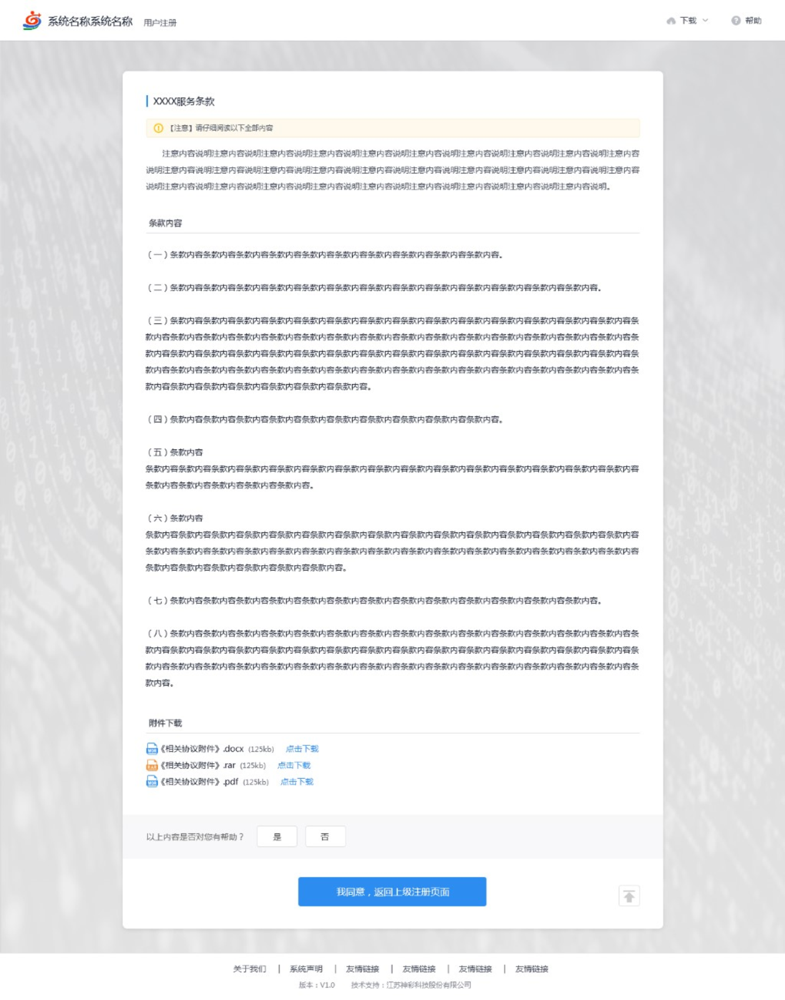 系统名称系统名称 用户注册 下载 帮助
XXXX服务条款
【注意】请仔细阅读以下全部内容
注意内容说明注意内容说明注意内容说明注意内容说明注意内容说明注意内容说明注意内容说明注意内容说明注意内容说明注意内容
说明注意内容说明注意内容说明注意内容说明注意内容说明注意内容说明注意内容说明注意内容说明注意内容说明注意内容说明注意内容
说明注意内容说明注意内容说明注意内容说明注意内容说明注意内容说明注意内容说明注意内容说明注意内容说明注意内容说明。
条款内容
（一）条款内容条款内容条款内容条款内容条款内容条款内容条款内容条款内容条款内容条款内容。
（二）条款内容条款内容条款内容条款内容条款内容条款内容条款内容条款内容条款内容条款内容条款内容条款内容条款内容。
（三）条款内容条款内容条款内容条款内容条款内容条款内容条款内容条款内容条款内容条款内容条款内容条款内容条款内容条款内容条
款内容条款内容条款内容条款内容条款内容条款内容条款内容条款内容条款内容条款内容条款内容条款内容条款内容条款内容条款内容条
款内容条款内容条款内容条款内容条款内容条款内容条款内容条款内容条款内容条款内容条款内容条款内容条款内容条款内容条款内容条
款内容条款内容条款内容条款内容条款内容条款内容条款内容条款内容条款内容条款内容条款内容条款内容条款内容条款内容条款内容条
款内容条款内容条款内容条款内容条款内容条款内容条款内容。
（四）条款内容条款内容条款内容条款内容条款内容条款内容条款内容条款内容条款内容条款内容。
（五）条款内容
条款内容条款内容条款内容条款内容条款内容条款内容条款内容条款内容条款内容条款内容条款内容条款内容条款内容条款内容条款内容
条款内容条款内容条款内容条款内容条款内容。
（六）条款内容
条款内容条款内容条款内容条款内容条款内容条款内容条款内容条款内容条款内容条款内容条款内容条款内容条款内容条款内容条款内容
条款内容条款内容条款内容条款内容条款内容条款内容条款内容条款内容条款内容条款内容条款内容条款内容条款内容条款内容条款内容
条款内容条款内容条款内容条款内容条款内容条款内容。
（七）条款内容条款内容条款内容条款内容条款内容条款内容条款内容条款内容条款内容条款内容条款内容条款内容条款内容。
（八）条款内容条款内容条款内容条款内容条款内容条款内容条款内容条款内容条款内容条款内容条款内容条款内容条款内容条款内容条
款内容条款内容条款内容条款内容条款内容条款内容条款内容条款内容条款内容条款内容条款内容条款内容条款内容条款内容条款内容条
款内容条款内容条款内容条款内容条款内容条款内容条款内容条款内容条款内容条款内容条款内容条款内容条款内容条款内容条款内容条
款内容。
附件下载
《相关协议附件》.docx (125kb) 点击下载
《相关协议附件》.rar (125kb) 点击下载
《相关协议附件》.pdf (125kb) 点击下载
以上内容是否对您有帮助？ 是 否
我同意，返回上级注册页面
关于我们 | 系统声明 | 友情链接 | 友情链接 | 友情链接 | 友情链接
版本：V1.0 技术支持：江苏神彩科技股份有限公司